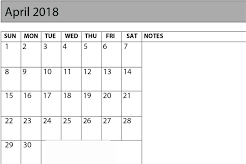 April 2018
SUN MON TUE WED THU FRI SAT NOTES
1 2 3 4 5 6 7
8 9 10 11 12 13 14
15 16 17 18 19 20 21
22 23 24 25 26 27 28
29 30